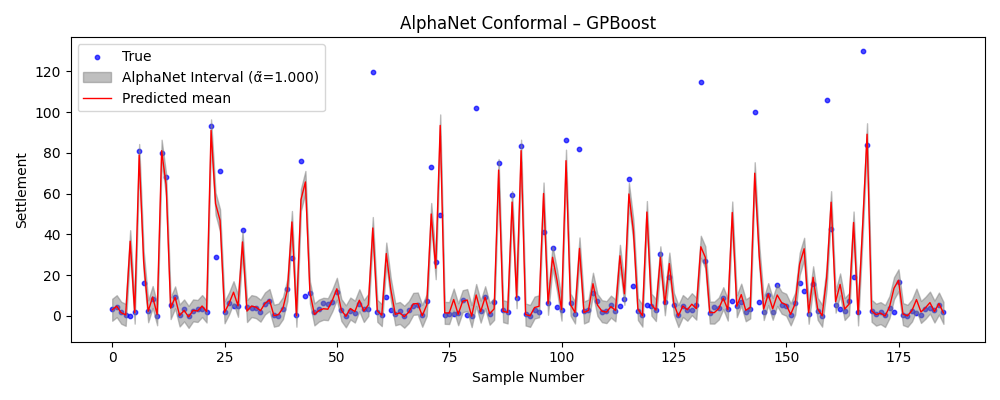 AlphaNet Conformal – GPBoost
True
AlphaNet Interval (α̃=1.000)
Predicted mean
Settlement
120
100
80
60
40
20
0
0
25
50
75
100
125
150
175
Sample Number